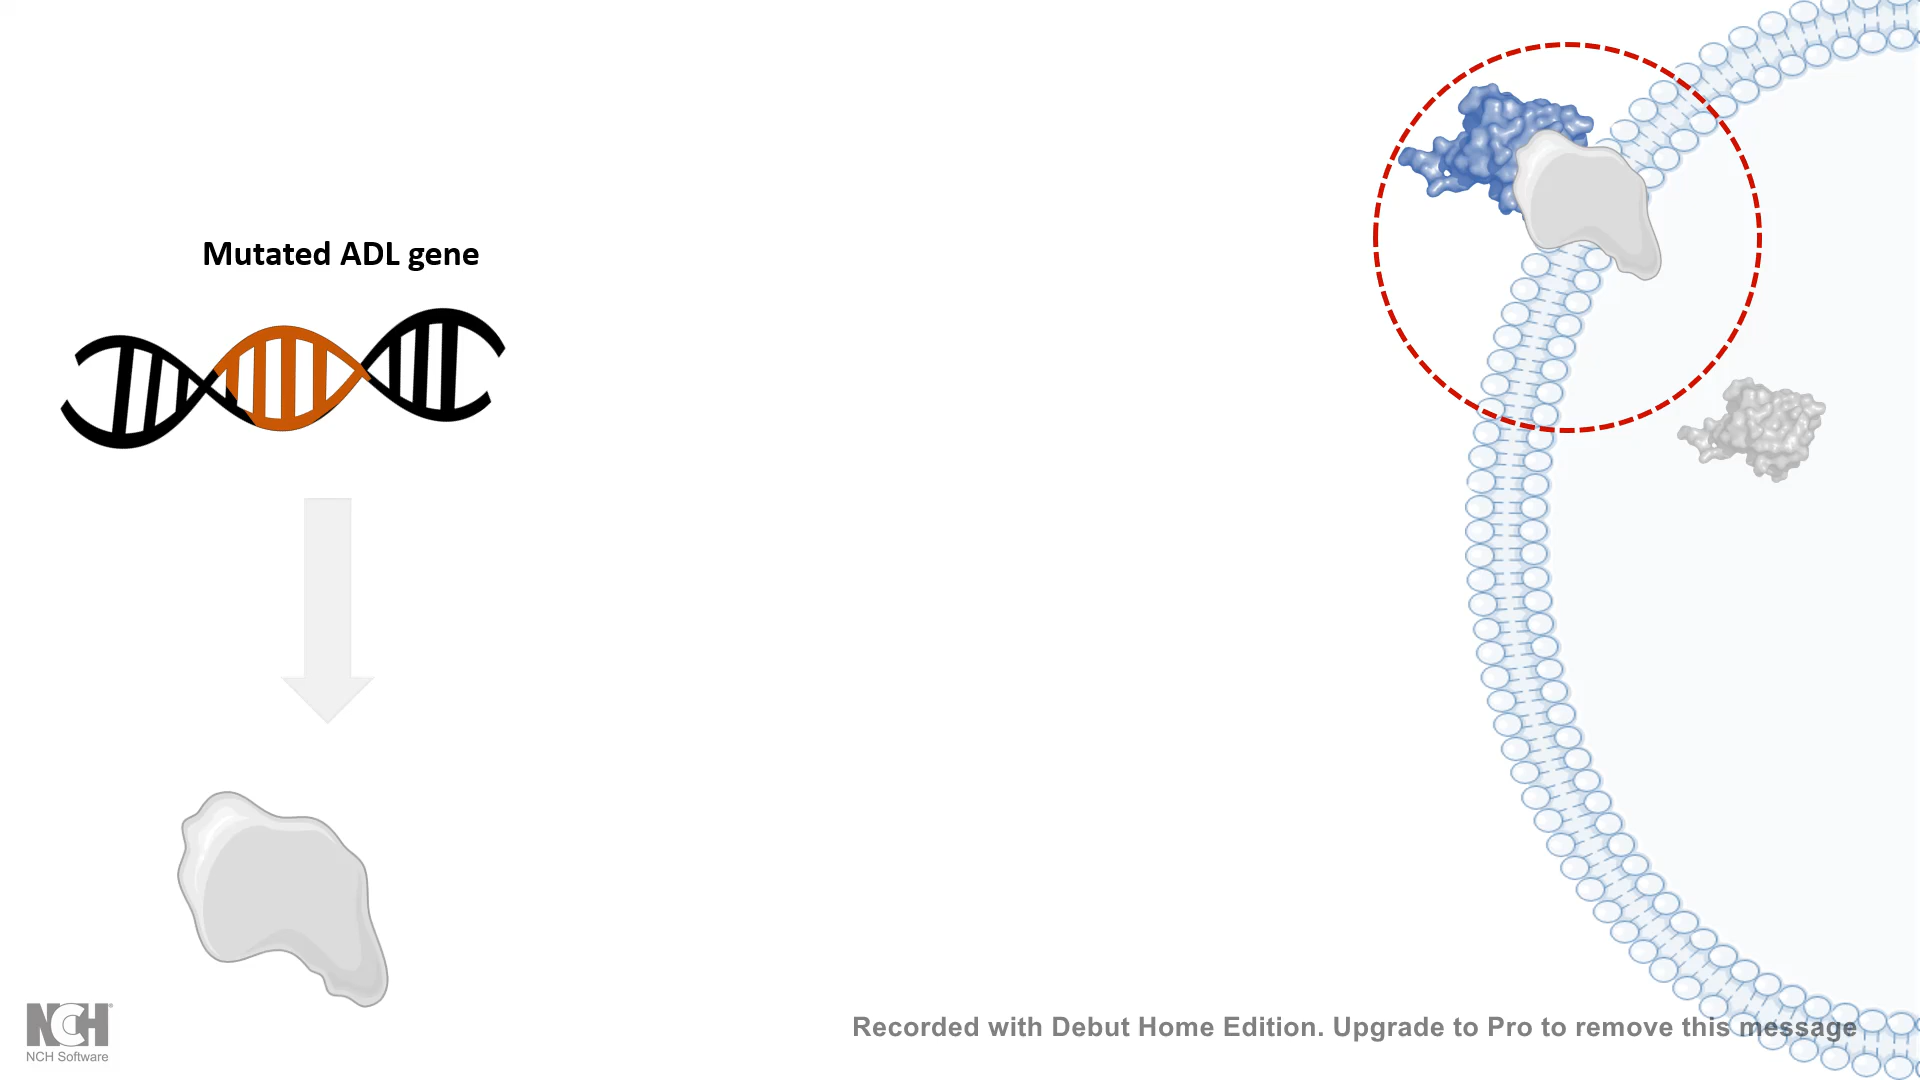 Mutated ADL gene
NCH
NCH Software
Recorded with Debut Home Edition. Upgrade to Pro to remove this message